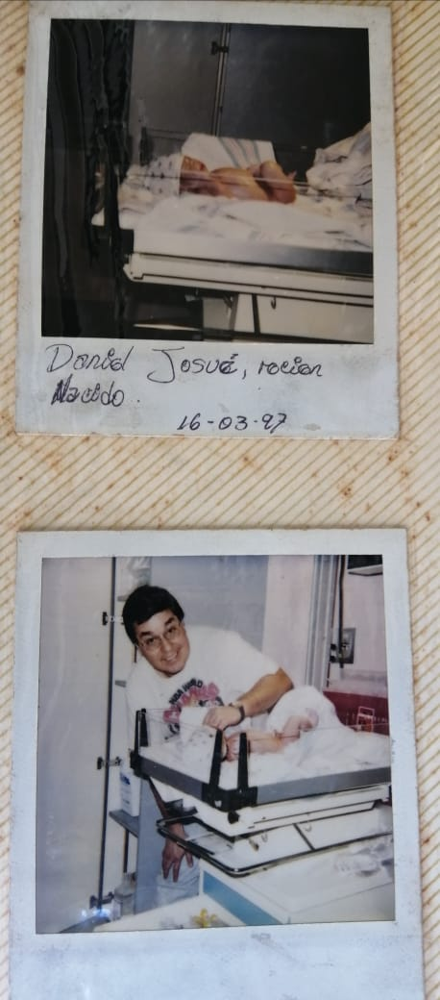 Daniel Josué, recien
Nacido.
16-03-97